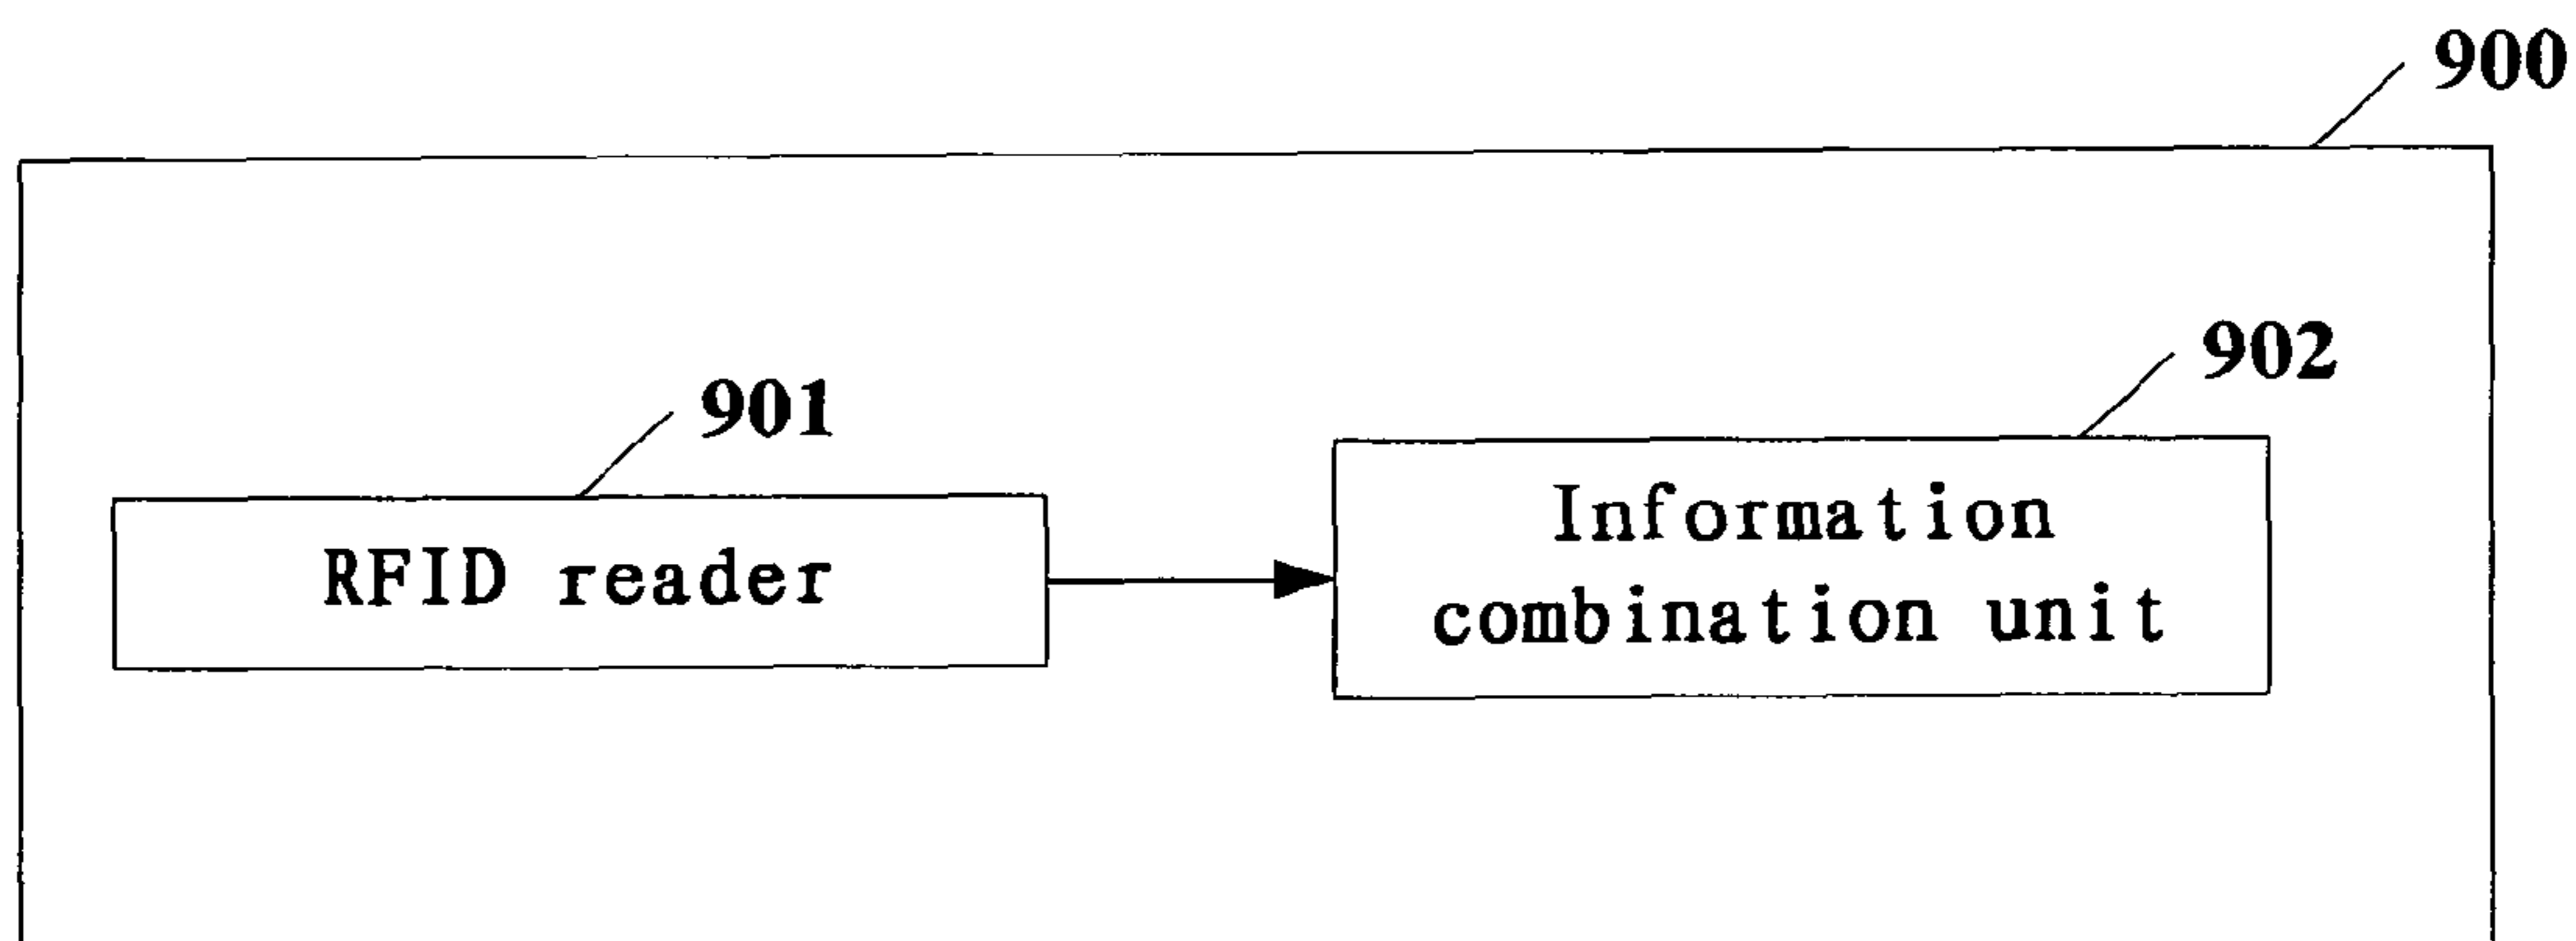 900
902
901
Information
RFID reader
combination unit